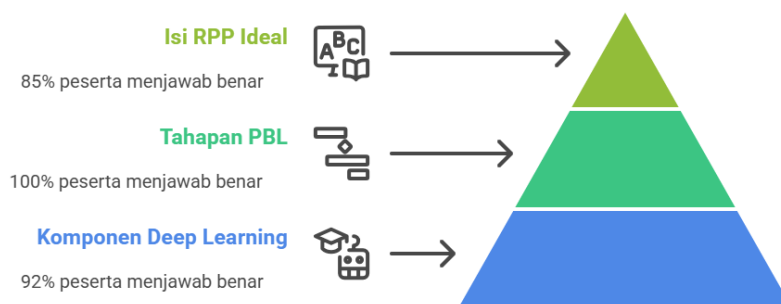 Isi RPP Ideal
ABC
85% peserta menjawab benar
Tahapan PBL
100% peserta menjawab benar
Komponen Deep Learning
92% peserta menjawab benar